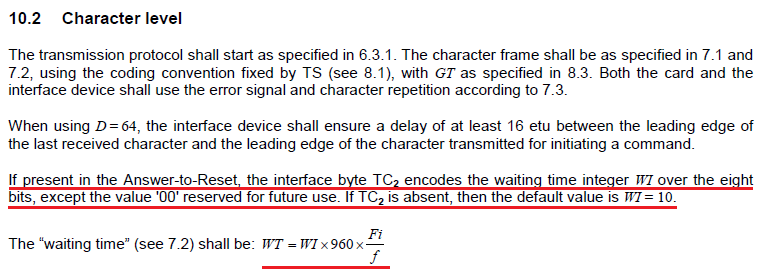 10.2 Character level
The transmission protocol shall start as specified in 6.3.1. The character frame shall be as specified in 7.1 and
7.2, using the coding convention fixed by TS (see 8.1), with GT as specified in 8.3. Both the card and the
interface device shall use the error signal and character repetition according to 7.3.
When using D = 64, the interface device shall ensure a delay of at least 16 etu between the leading edge of
the last received character and the leading edge of the character transmitted for initiating a command.
If present in the Answer-to-Reset, the interface byte TC₂ encodes the waiting time integer WI over the eight
bits, except the value '00' reserved for future use. If TC₂ is absent, then the default value is WI = 10.
The “waiting time” (see 7.2) shall be: WT = WI × 960 × Fi / f